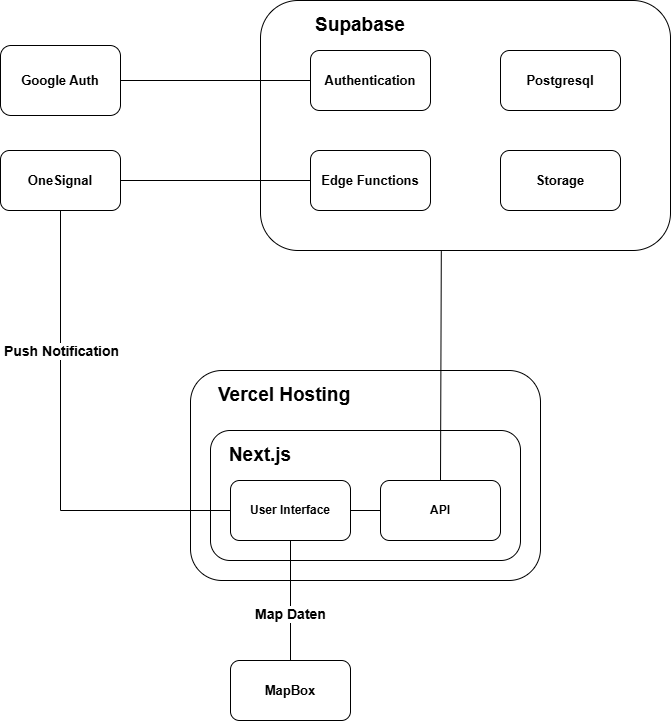 Supabase
Google Auth
Authentication
Postgresql
OneSignal
Edge Functions
Storage
Push Notification
Vercel Hosting
Next.js
User Interface
API
Map Daten
MapBox